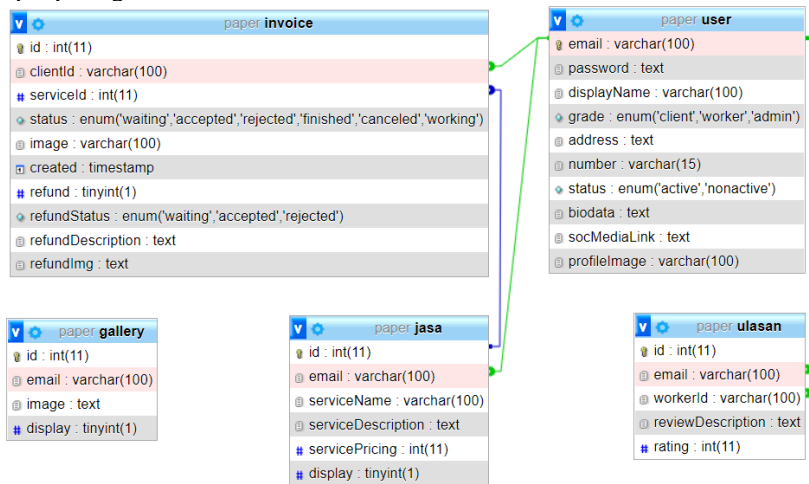 paper invoice
id : int(11)
clientId : varchar(100)
serviceId : int(11)
status : enum('waiting','accepted','rejected','finished','canceled','working')
image : varchar(100)
created : timestamp
refund : tinyint(1)
refundStatus : enum('waiting','accepted','rejected')
refundDescription : text
refundImg : text
paper user
email : varchar(100)
password : text
displayName : varchar(100)
grade : enum('client','worker','admin')
address : text
number : varchar(15)
status : enum('active','nonactive')
biodata : text
socMediaLink : text
profileImage : varchar(100)
paper gallery
id : int(11)
email : varchar(100)
image : text
display : tinyint(1)
paper jasa
id : int(11)
email : varchar(100)
serviceName : varchar(100)
serviceDescription : text
servicePricing : int(11)
display : tinyint(1)
paper ulasan
id : int(11)
email : varchar(100)
workerId : varchar(100)
reviewDescription : text
rating : int(11)